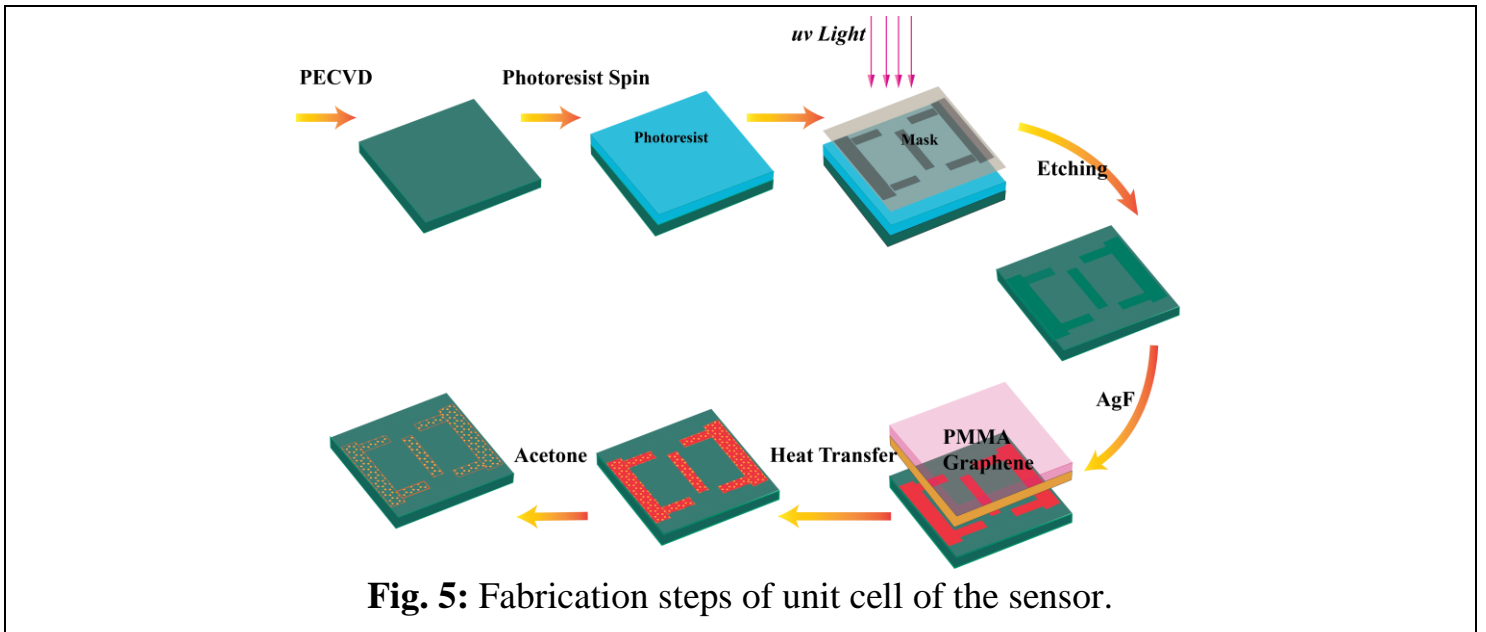 uv Light
PECVD
Photoresist Spin
Photoresist
Mask
Etching
AgF
PMMA
Graphene
Heat Transfer
Acetone
Fig. 5: Fabrication steps of unit cell of the sensor.